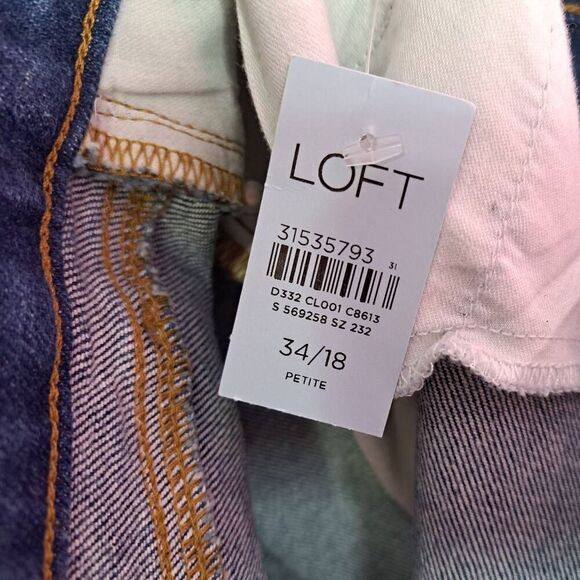 LOFT
31535793 31
D332 CL001 C8613
S 569258 SZ 232
34/18
PETITE